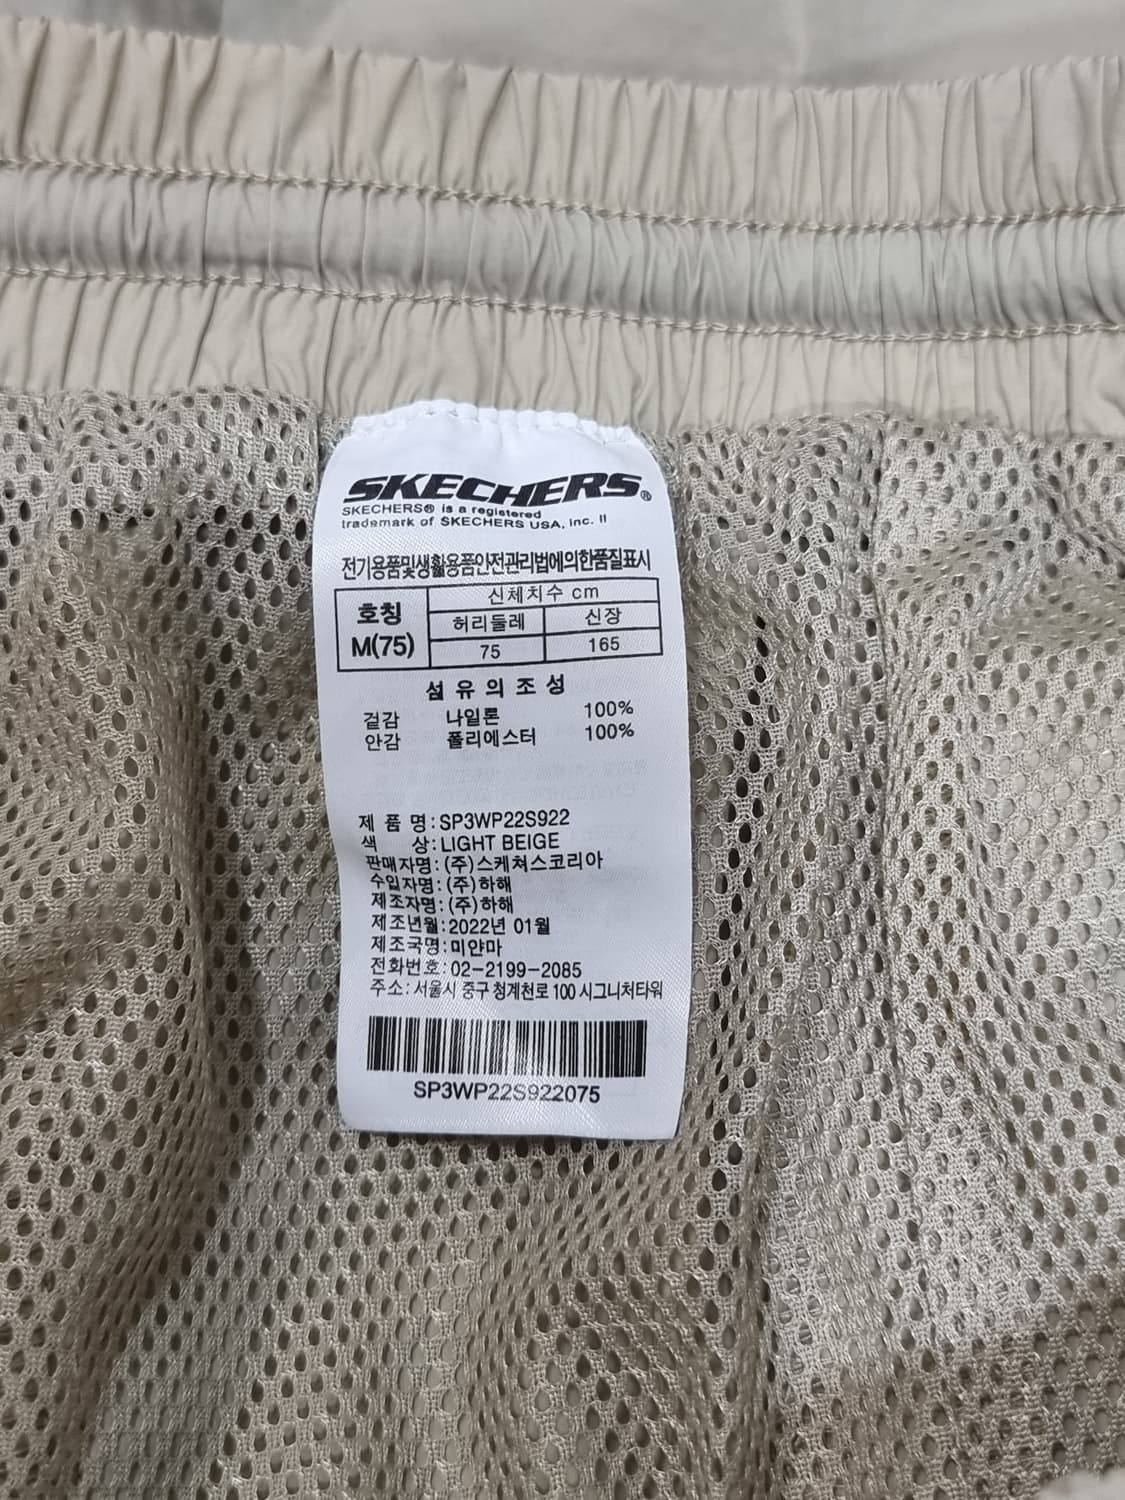 SKECHERS®
SKECHERS® is a registered
trademark of SKECHERS USA, Inc. II
전기용품및생활용품안전관리법에의한품질표시
호칭 신체치수 cm
허리둘레 신장
M(75) 75 165
섬유의조성
겉감 나일론 100%
안감 폴리에스터 100%
제 품 명:SP3WP22S922
색 상:LIGHT BEIGE
판매자명:(주)스케쳐스코리아
수입자명:(주)하해
제조자명:(주)하해
제조년월:2022년 01월
제조국명:미얀마
전화번호:02-2199-2085
주소:서울시 중구 청계천로 100 시그니처타워
SP3WP22S922075